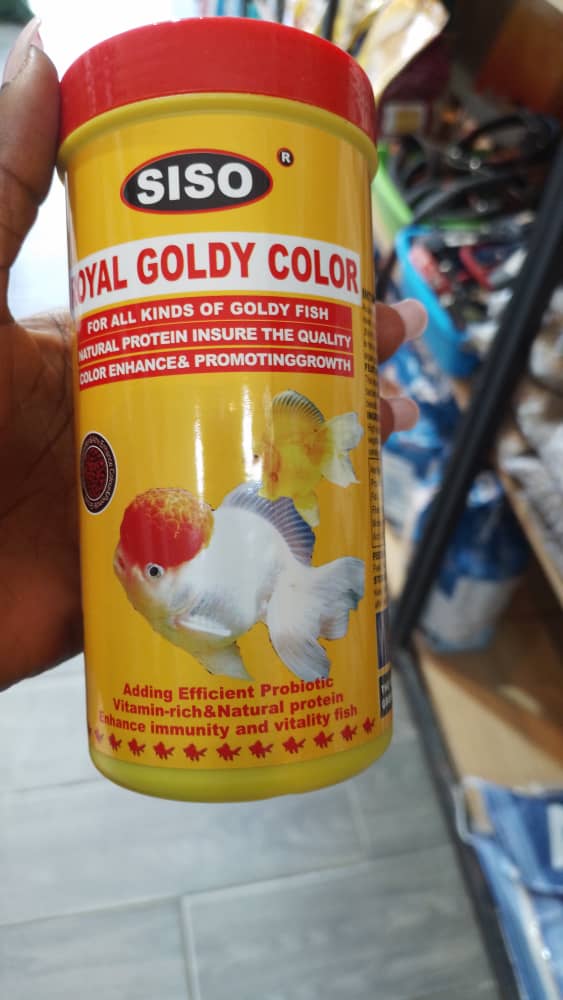 SISO
®
OYAL GOLDY COLOR
FOR ALL KINDS OF GOLDY FISH
NATURAL PROTEIN INSURE THE QUALITY
COLOR ENHANCE& PROMOTINGGROWTH
Adding Efficient Probiotic
Vitamin-rich&Natural protein
Enhance immunity and vitality fish